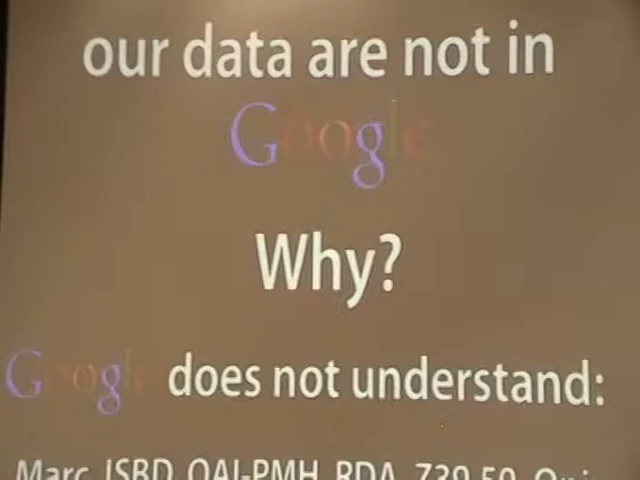 our data are not in
Google
Why?
Google does not understand:
Marc, ISBD, OAI-PMH, RDA, Z39.50,